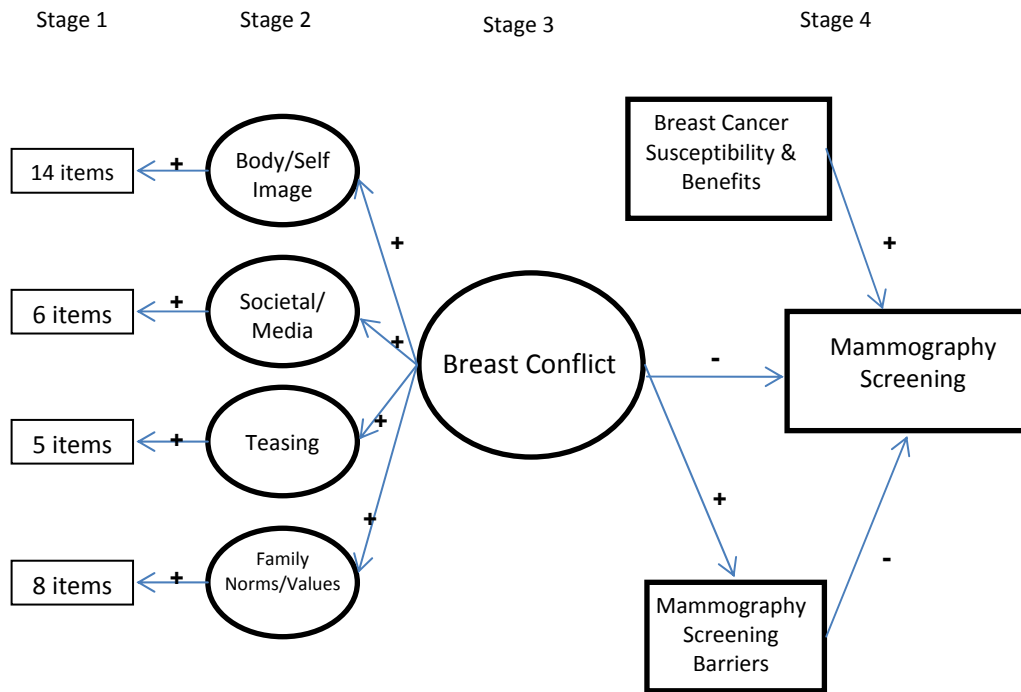 Stage 1
Stage 2
Stage 3
Stage 4
14 items
+
Body/Self
Image
+
6 items
+
Societal/
Media
+
5 items
+
Teasing
+
8 items
+
Family
Norms/Values
+
Breast Conflict
-
+
Breast Cancer
Susceptibility &
Benefits
+
Mammography
Screening
-
Mammography
Screening
Barriers